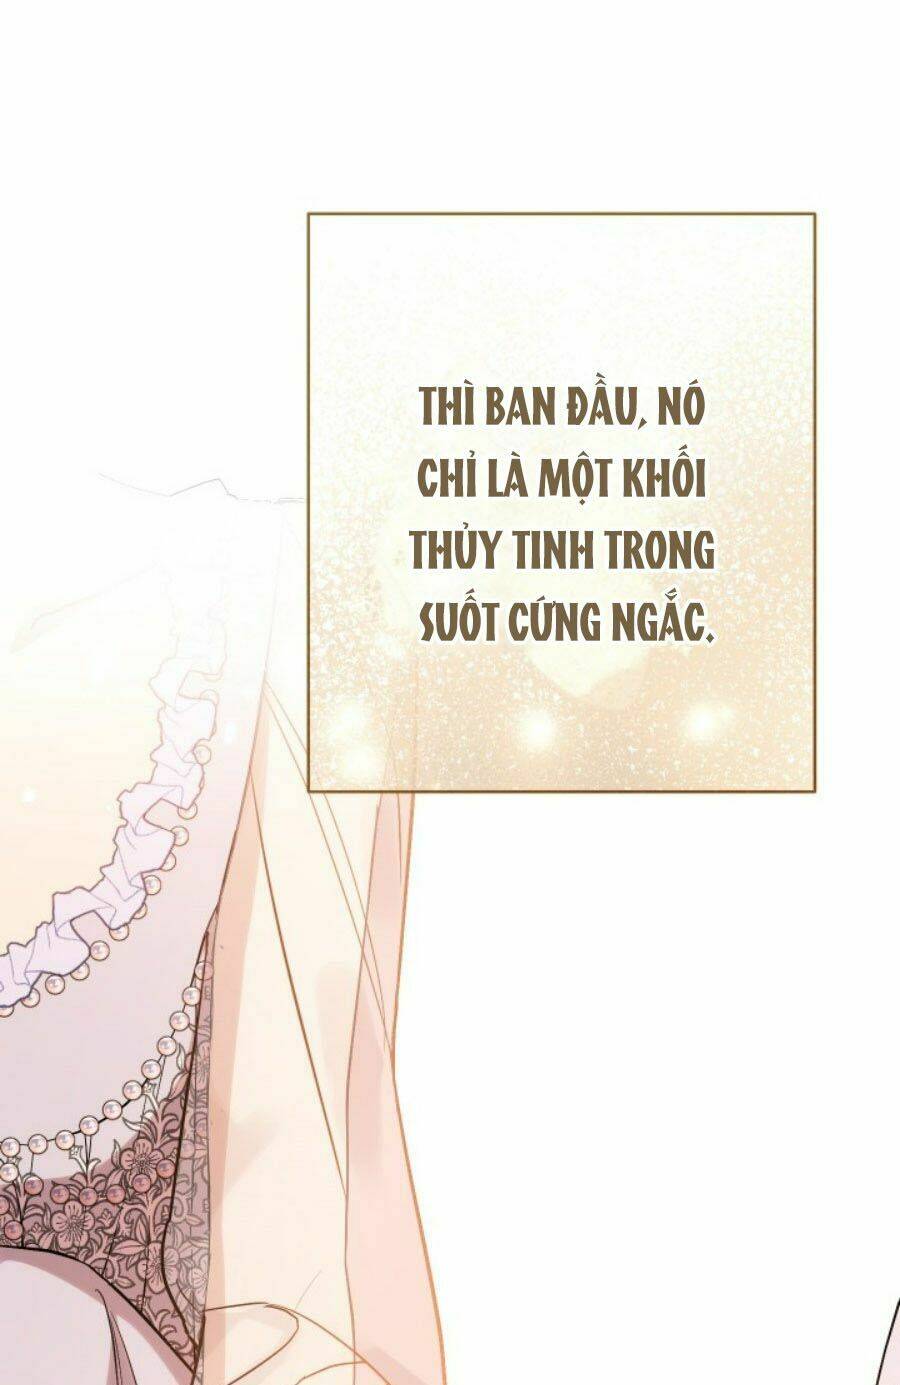 THÌ BAN ĐẦU, NÓ
CHỈ LÀ MỘT KHỐI
THỦY TINH TRONG
SUỐT CỨNG NGẮC.